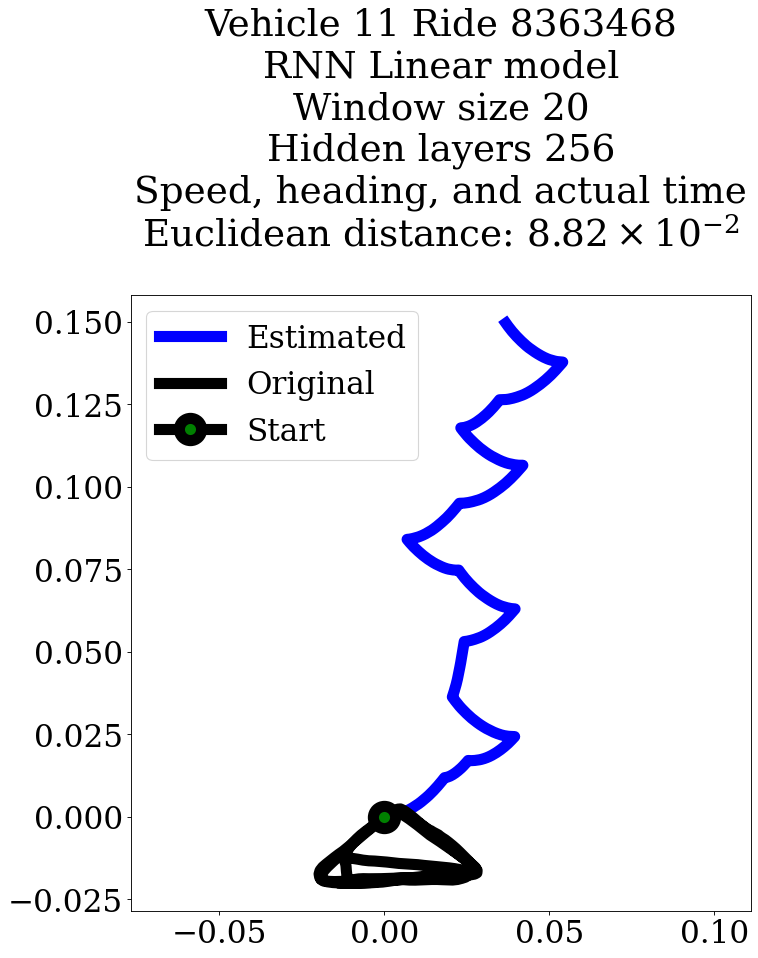 Vehicle 11 Ride 8363468
RNN Linear model
Window size 20
Hidden layers 256
Speed, heading, and actual time
Euclidean distance: 8.82 × 10⁻²
Estimated
Original
Start
0.150
0.125
0.100
0.075
0.050
0.025
0.000
−0.025
−0.05 0.00 0.05 0.10